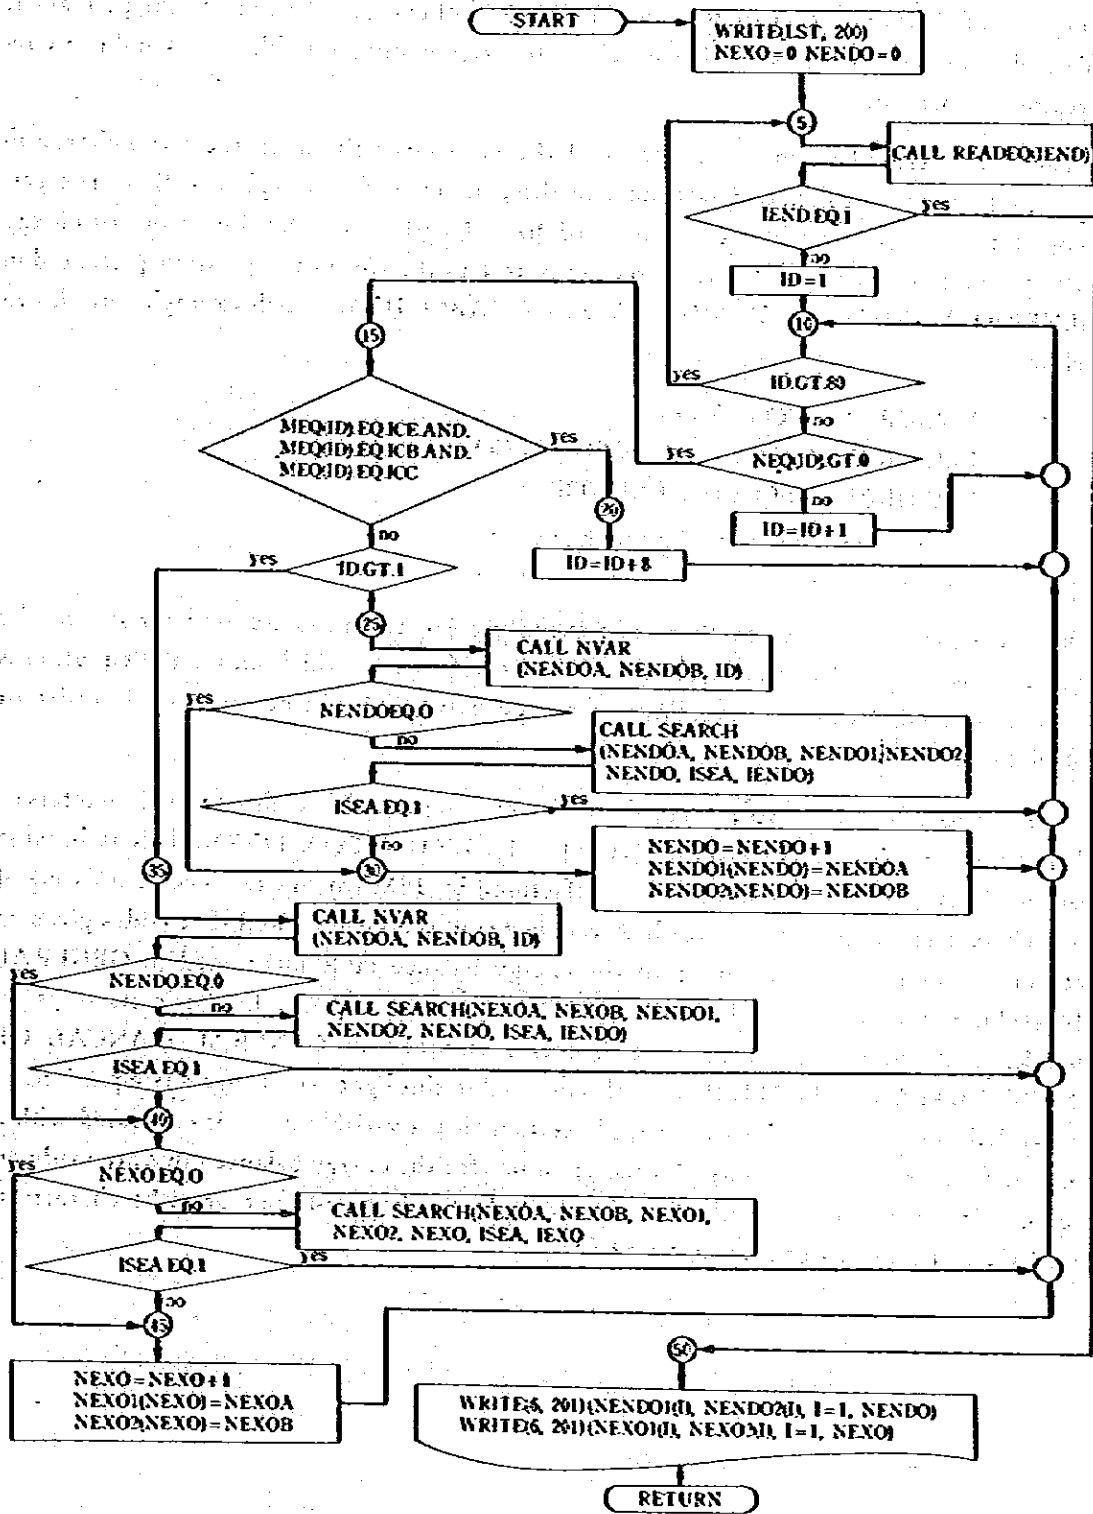 START
WRITE(LST, 200)
NEXO=0 NENDO=0
5
CALL READEQ(IEND)
IEND.EQ.1
yes
no
ID=1
10
ID.GT.80
yes
no
NEQ(ID).GT.0
yes
no
ID=ID+1
15
MEQ(ID).EQ.ICE.AND.
MEQ(ID).EQ.ICB.AND.
MEQ(ID).EQ.ICC
yes
20
no
ID=ID+8
yes
ID.GT.1
25
CALL NVAR
(NENDOA, NENDOB, ID)
yes
NENDOEQ.O
no
CALL SEARCH
(NENDOA, NENDOB, NENDO1, NENDO2,
NENDO, ISEA, IENDO)
ISEA.EQ.1
yes
no
30
NENDO=NENDO+1
NENDO1(NENDO)=NENDOA
NENDO2(NENDO)=NENDOB
35
CALL NVAR
(NENDOA, NENDOB, ID)
yes
NENDO.EQ.0
no
CALL SEARCH(NEXOA, NEXOB, NENDO1,
NENDO2, NENDO, ISEA, IENDO)
ISEA.EQ.1
40
yes
NEXO.EQ.O
no
CALL SEARCH(NEXOA, NEXOB, NEXO1,
NEXO2, NEXO, ISEA, IEXO)
ISEA.EQ.1
yes
no
45
NEXO=NEXO+1
NEXO1(NEXO)=NEXOA
NEXO2(NEXO)=NEXOB
50
WRITE(6, 201)(NENDO1(I), NENDO2(I), I=1, NENDO)
WRITE(6, 201)(NEXO1(I), NEXO2(I), I=1, NEXO)
RETURN